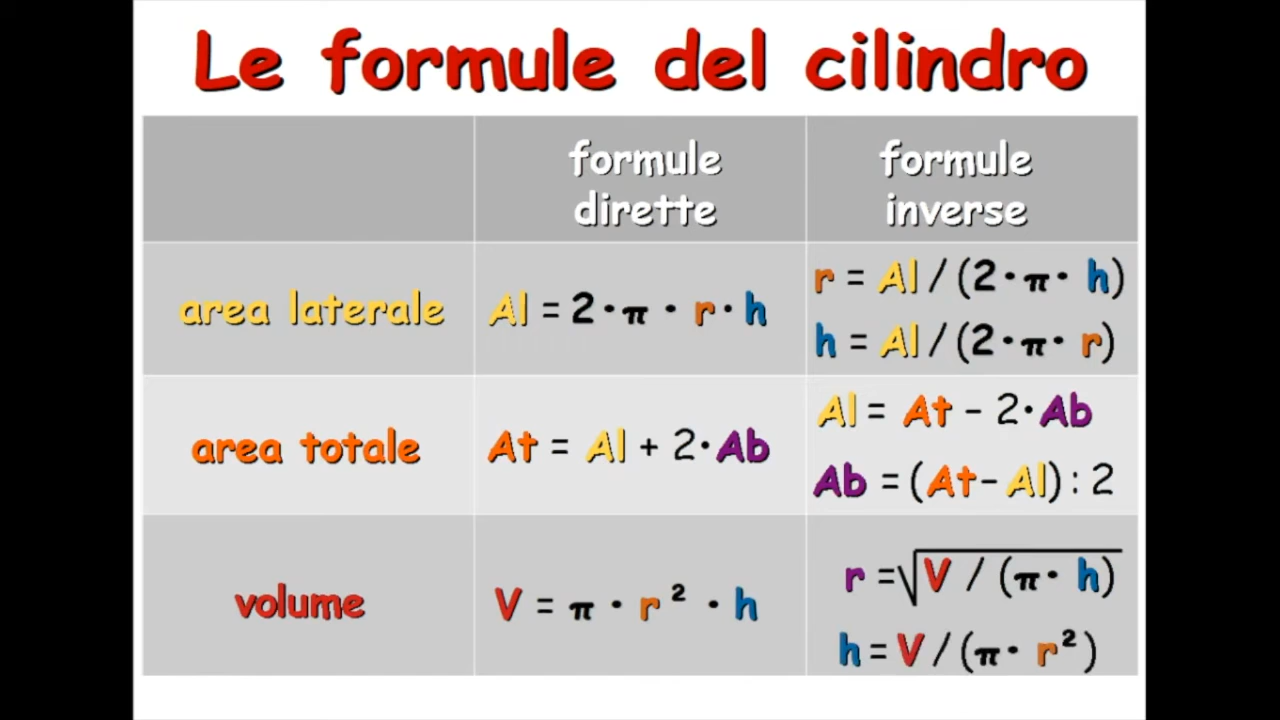 Le formule del cilindro
formule
dirette
formule
inverse
area laterale
Al = 2 · π · r · h
r = Al / (2 · π · h)
h = Al / (2 · π · r)
area totale
At = Al + 2 · Ab
Al = At - 2 · Ab
Ab = (At - Al) : 2
volume
V = π · r² · h
r = √V / (π · h)
h = V / (π · r²)